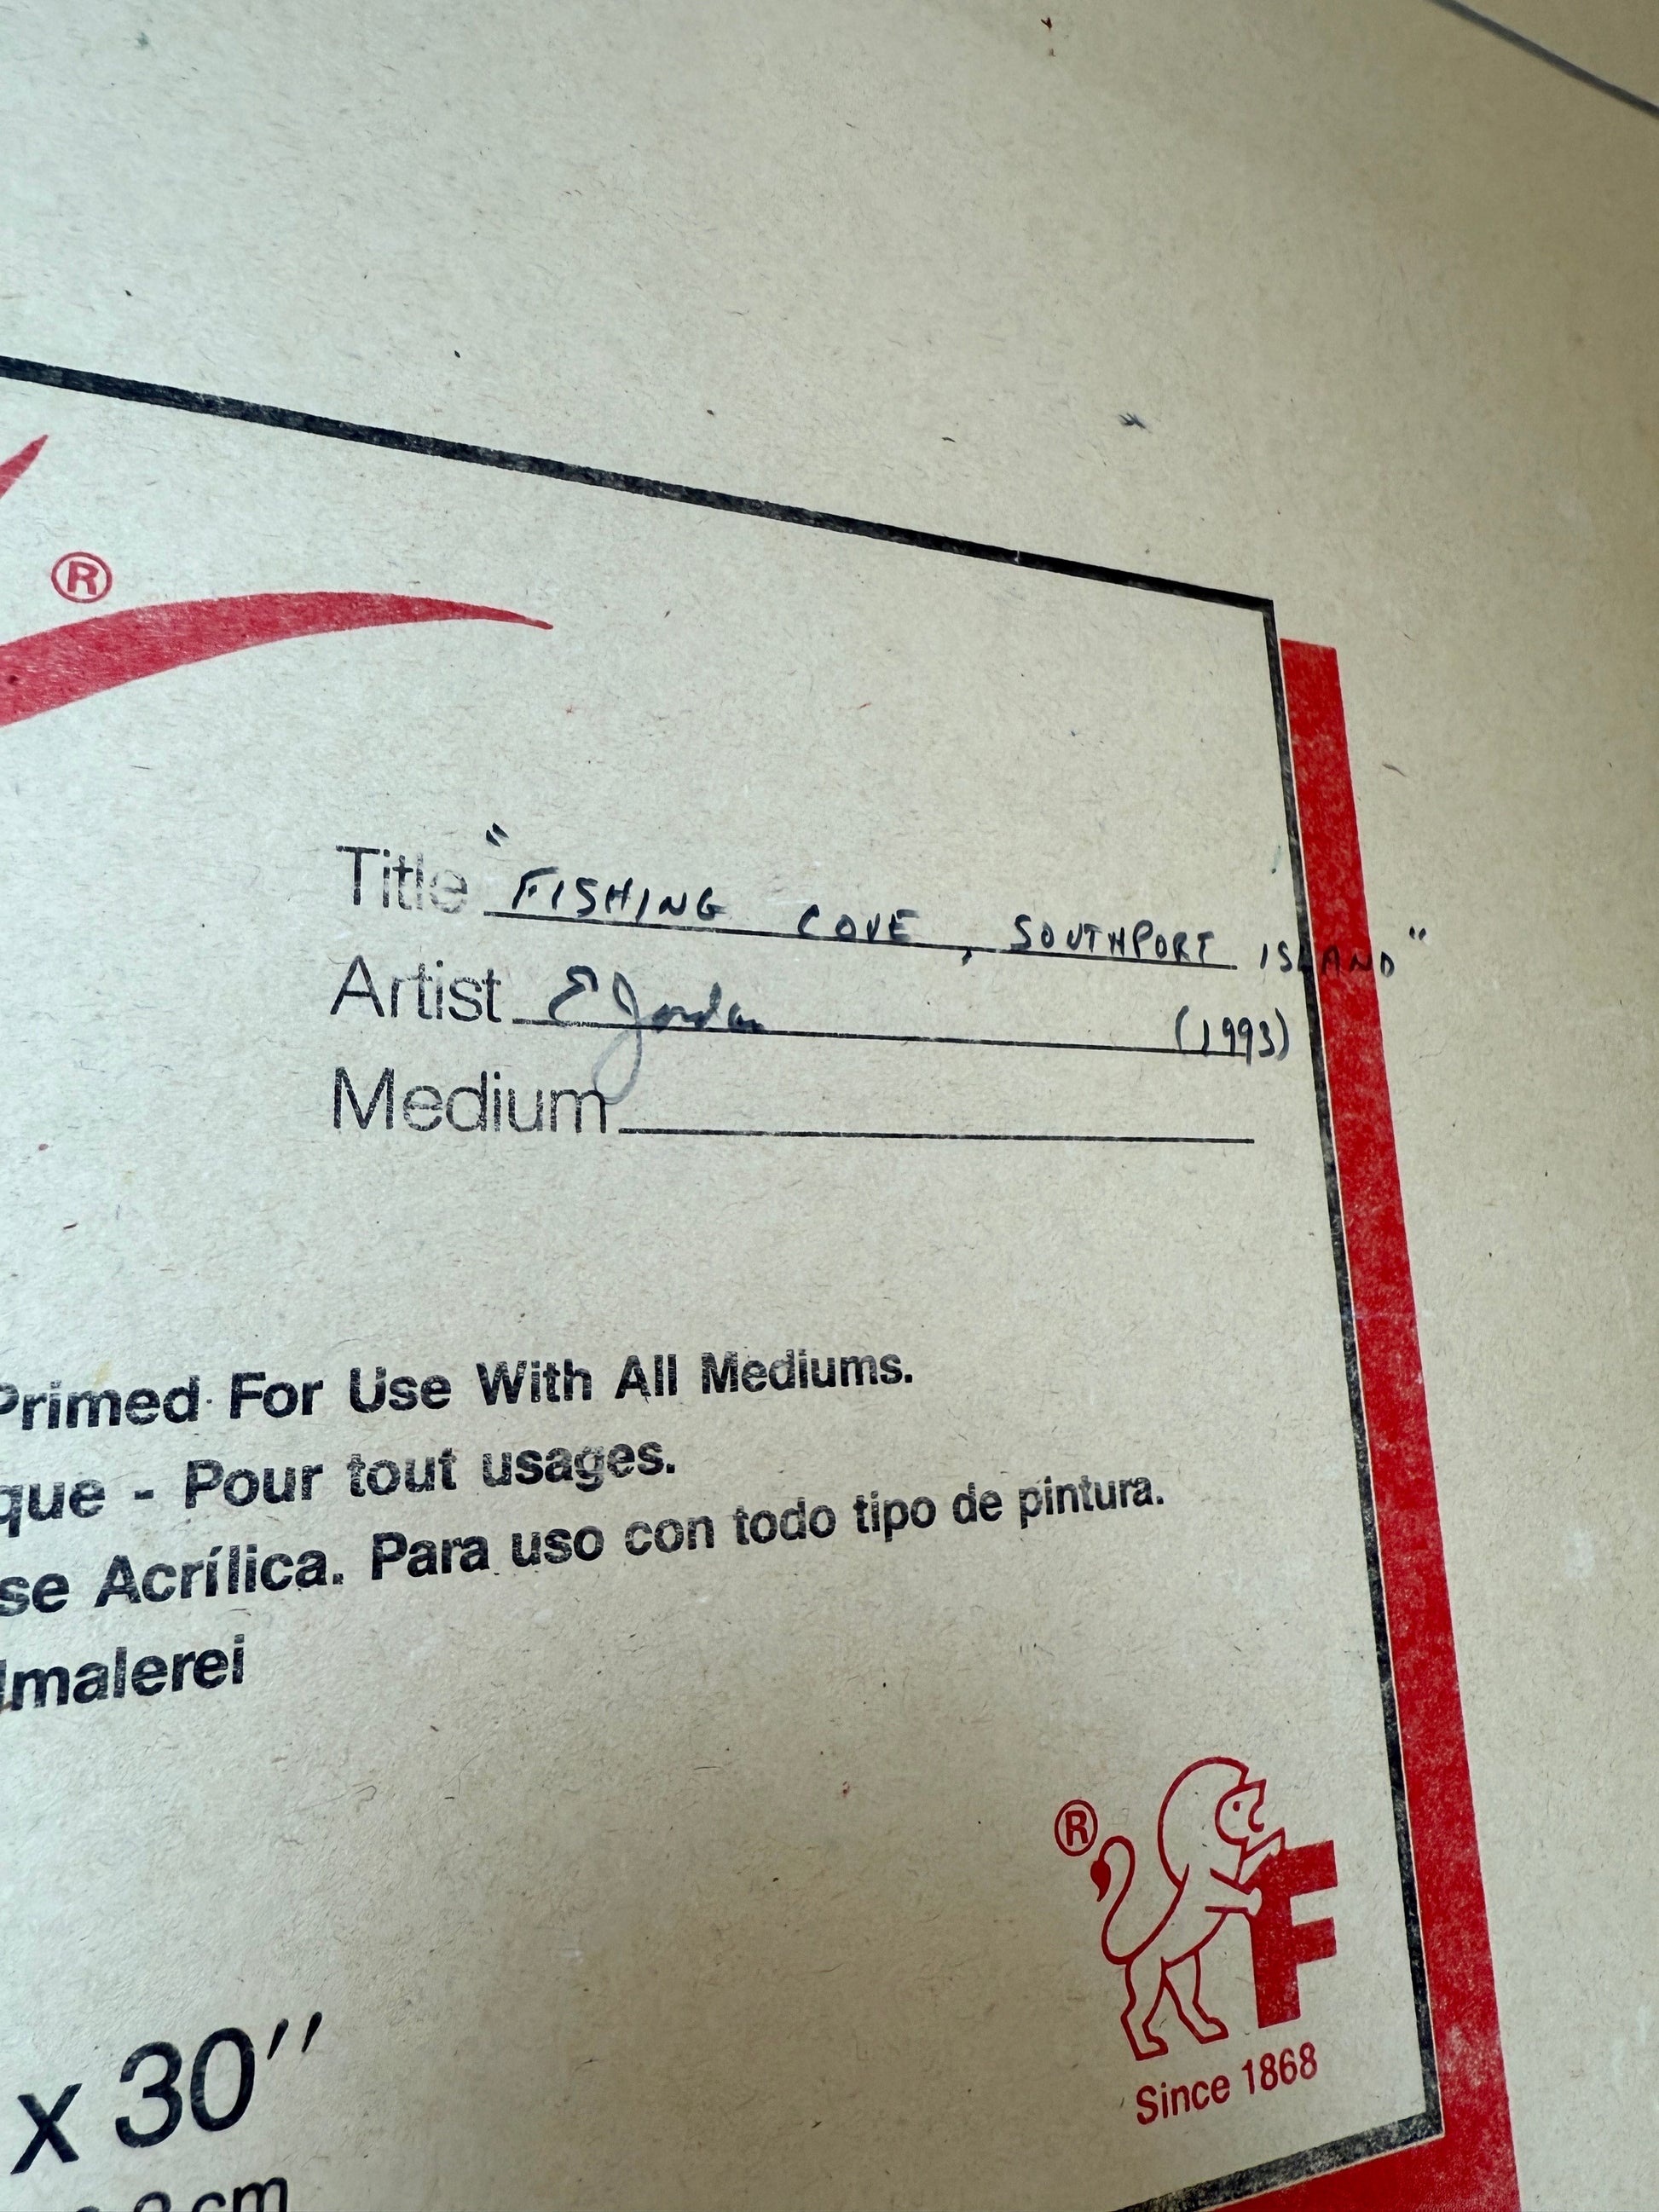 ®
Title "FISHING COVE, SOUTHPORT ISLAND"
Artist E Jordan (1993)
Medium
Primed For Use With All Mediums.
que - Pour tout usages.
se Acrílica. Para uso con todo tipo de pintura.
lmalerei
® F
Since 1868
x 30"
cm